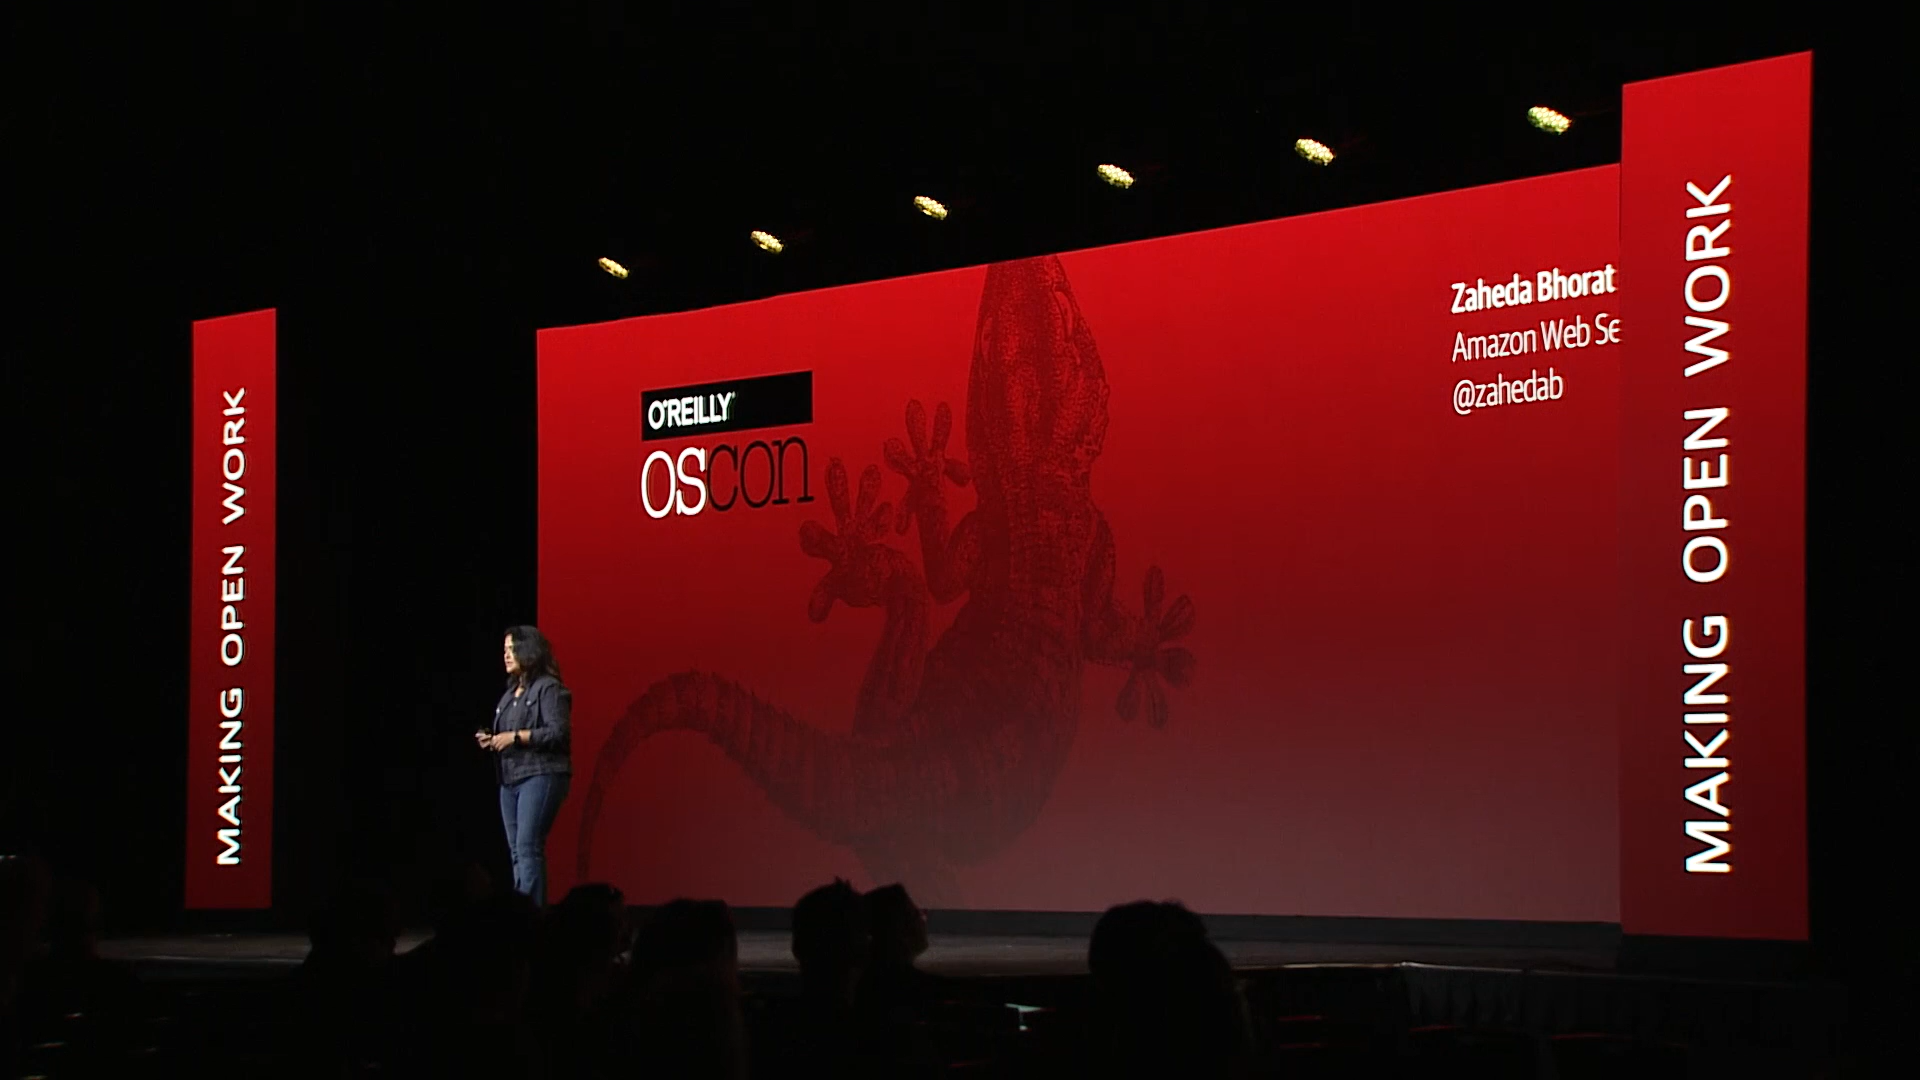 MAKING OPEN WORK
O'REILLY
OSCON
Zaheda Bhorat
Amazon Web Se
@zahedab
MAKING OPEN WORK